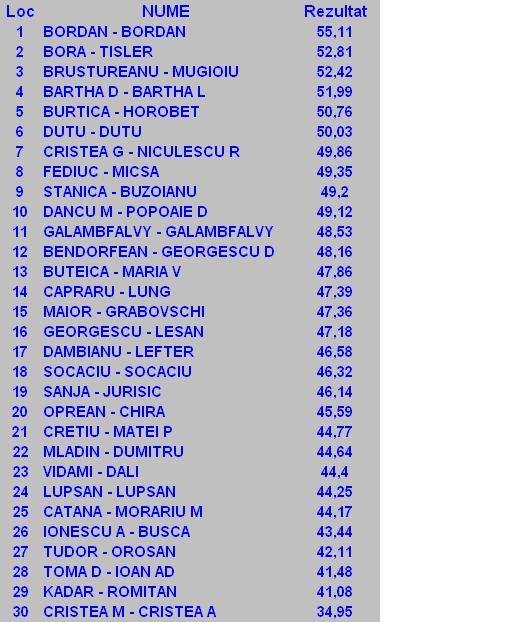 Loc NUME Rezultat
1 BORDAN - BORDAN 55,11
2 BORA - TISLER 52,81
3 BRUSTUREANU - MUGIOIU 52,42
4 BARTHA D - BARTHA L 51,99
5 BURTICA - HOROBET 50,76
6 DUTU - DUTU 50,03
7 CRISTEA G - NICULESCU R 49,86
8 FEDIUC - MICSA 49,35
9 STANICA - BUZOIANU 49,2
10 DANCU M - POPOAIE D 49,12
11 GALAMBFALVY - GALAMBFALVY 48,53
12 BENDORFEAN - GEORGESCU D 48,16
13 BUTEICA - MARIA V 47,86
14 CAPRARU - LUNG 47,39
15 MAIOR - GRABOVSCHI 47,36
16 GEORGESCU - LESAN 47,18
17 DAMBIANU - LEFTER 46,58
18 SOCACIU - SOCACIU 46,32
19 SANJA - JURISIC 46,14
20 OPREAN - CHIRA 45,59
21 CRETIU - MATEI P 44,77
22 MLADIN - DUMITRU 44,64
23 VIDAMI - DALI 44,4
24 LUPSAN - LUPSAN 44,25
25 CATANA - MORARIU M 44,17
26 IONESCU A - BUSCA 43,44
27 TUDOR - OROSAN 42,11
28 TOMA D - IOAN AD 41,48
29 KADAR - ROMITAN 41,08
30 CRISTEA M - CRISTEA A 34,95